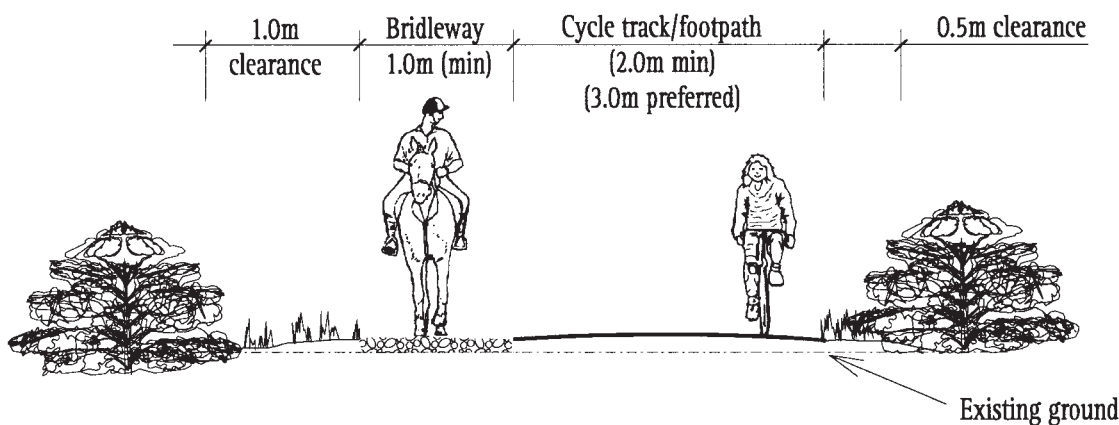 1.0m
clearance
Bridleway
1.0m (min)
Cycle track/footpath
(2.0m min)
(3.0m preferred)
0.5m clearance
Existing ground